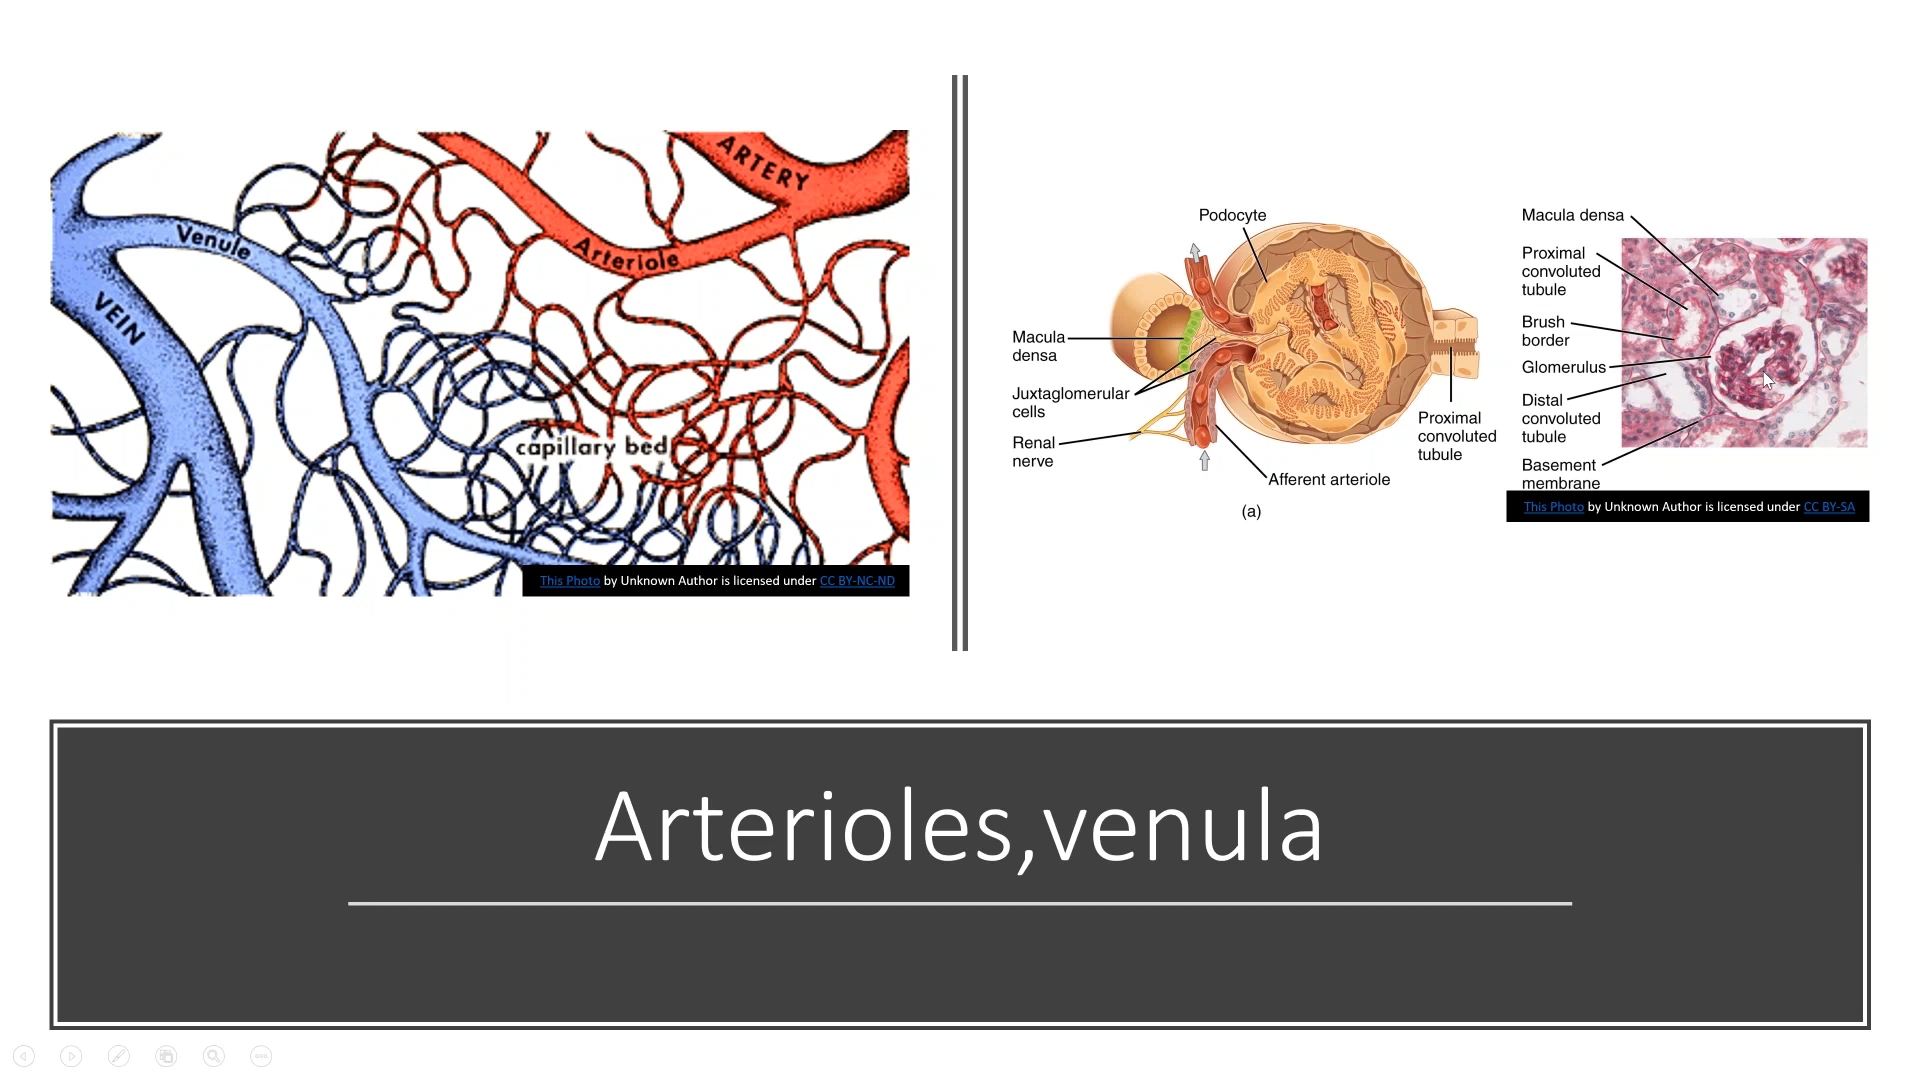 ARTERY
Venule
Arteriole
VEIN
capillary bed
This Photo by Unknown Author is licensed under CC BY-NC-ND
Podocyte
Macula
densa
Juxtaglomerular
cells
Renal
nerve
Afferent arteriole
Proximal
convoluted
tubule
(a)
Macula densa
Proximal
convoluted
tubule
Brush
border
Glomerulus
Distal
convoluted
tubule
Basement
membrane
This Photo by Unknown Author is licensed under CC BY-SA
Arterioles,venula